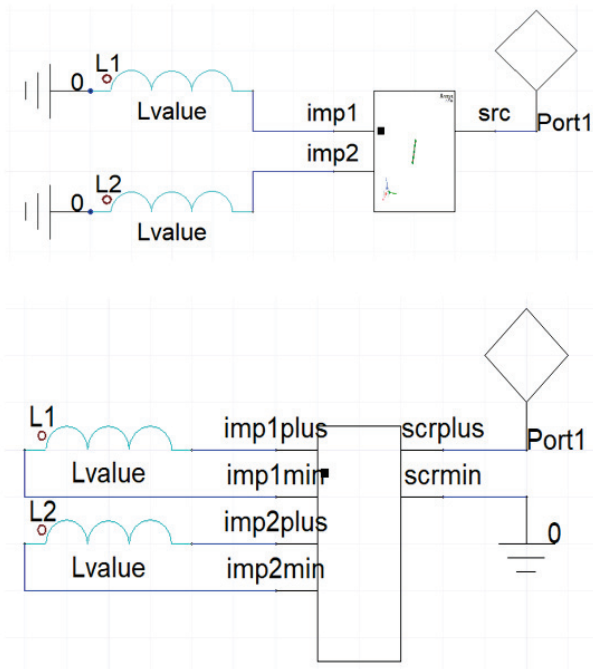 L1
0
Lvalue
imp1
src
Port1
imp2
L2
0
Lvalue
L1
imp1plus
scrplus
Port1
Lvalue
imp1min
scrmin
L2
imp2plus
0
Lvalue
imp2min